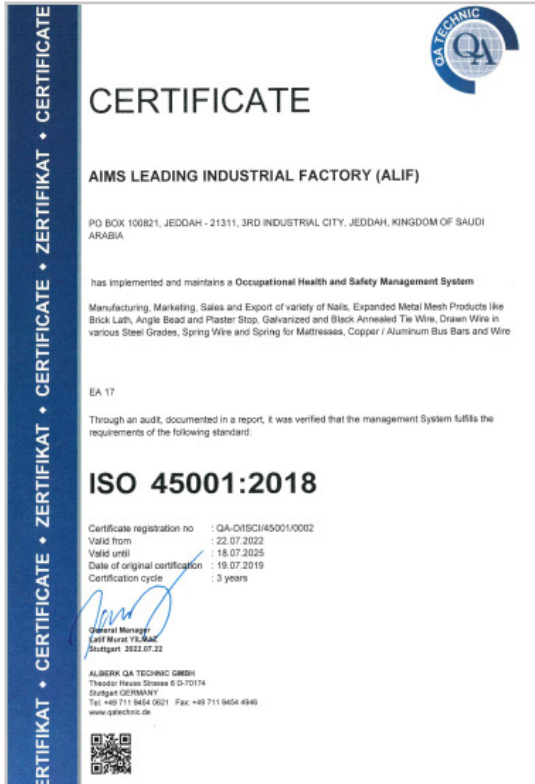 CERTIFICATE ♦ ZERTIFIKAT ♦ CERTIFICATE ♦ ZERTIFIKAT ♦ CERTIFICATE ♦
QA TECHNIC
QA
CERTIFICATE
AIMS LEADING INDUSTRIAL FACTORY (ALIF)
PO BOX 100821, JEDDAH - 21311, 3RD INDUSTRIAL CITY, JEDDAH, KINGDOM OF SAUDI
ARABIA
has implemented and maintains a Occupational Health and Safety Management System
Manufacturing, Marketing, Sales and Export of variety of Nails, Expanded Metal Mesh Products like
Brick Lath, Angle Bead and Plaster Stop, Galvanized and Black Annealed Tie Wire, Drawn Wire in
various Steel Grades, Spring Wire and Spring for Mattresses, Copper / Aluminum Bus Bars and Wire
EA 17
Through an audit, documented in a report, it was verified that the management System fulfills the
requirements of the following standard:
ISO 45001:2018
Certificate registration no : QA-D/ISCI/45001/0002
Valid from : 22.07.2022
Valid until : 18.07.2025
Date of original certification : 19.07.2019
Certification cycle : 3 years
General Manager
Latif Murat YILMAZ
Stuttgart 2022.07.22
ALBERK QA TECHNIC GMBH
Theodor Heuss Strasse 6 D-70174
Stuttgart GERMANY
Tel: +49 711 9454 0621 Fax: +49 711 9454 4946
www.qatechnic.de